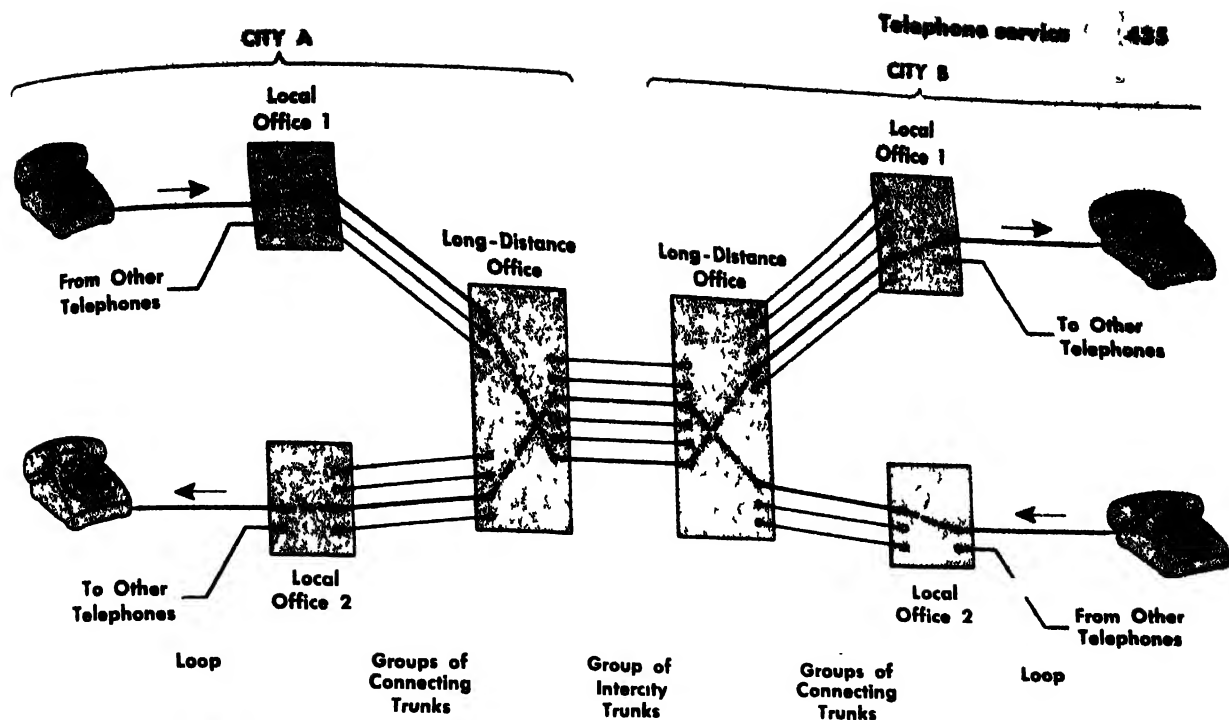 Telephone service 435
CITY A
CITY B
Local
Office 1
Local
Office 1
Long-Distance
Office
Long-Distance
Office
From Other
Telephones
To Other
Telephones
To Other
Telephones
Local
Office 2
Local
Office 2
From Other
Telephones
Loop
Groups of
Connecting
Trunks
Group of
Intercity
Trunks
Groups of
Connecting
Trunks
Loop